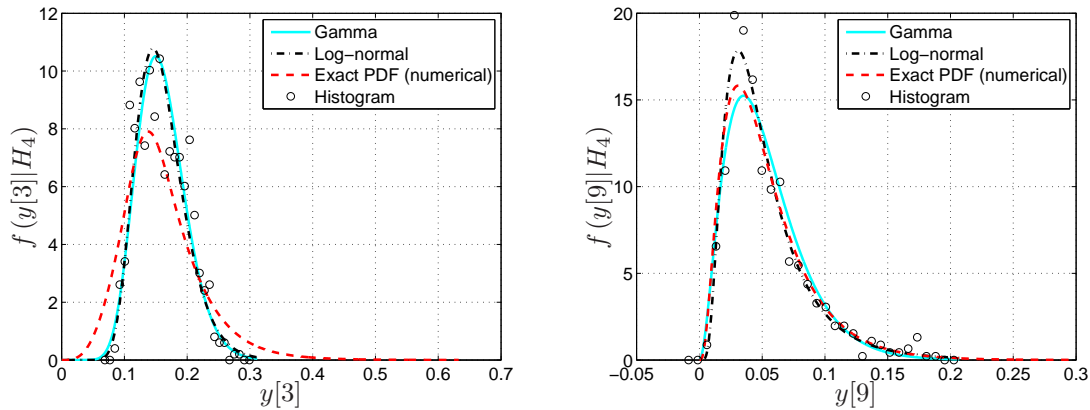 12
10
8
6
4
2
0
f (y[3]|H4)
0
0.1
0.2
0.3
0.4
0.5
0.6
0.7
y[3]
Gamma
Log−normal
Exact PDF (numerical)
Histogram
20
15
10
5
0
f (y[9]|H4)
−0.05
0
0.05
0.1
0.15
0.2
0.25
0.3
y[9]
Gamma
Log−normal
Exact PDF (numerical)
Histogram